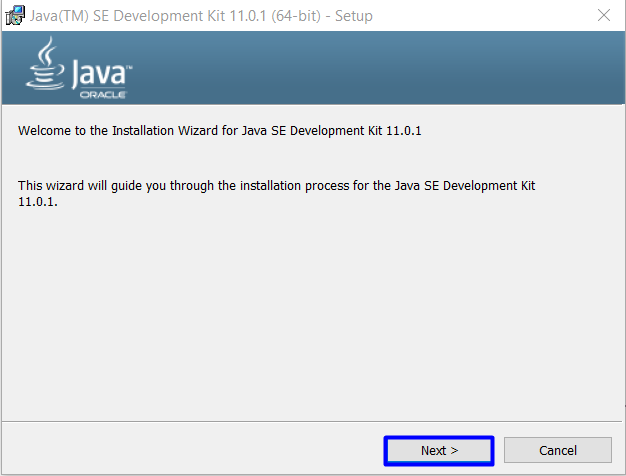 Java(TM) SE Development Kit 11.0.1 (64-bit) - Setup
Java™
ORACLE
Welcome to the Installation Wizard for Java SE Development Kit 11.0.1
This wizard will guide you through the installation process for the Java SE Development Kit
11.0.1.
Next >
Cancel